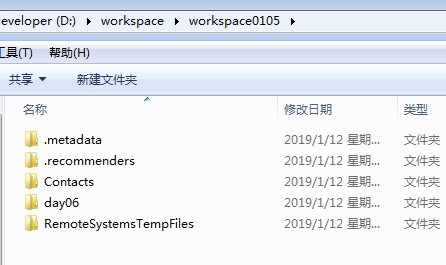 eveloper (D:) workspace workspace0105
工具(T) 帮助(H)
共享 新建文件夹
名称 修改日期 类型
.metadata 2019/1/12 星期... 文件夹
.recommenders 2019/1/12 星期... 文件夹
Contacts 2019/1/12 星期... 文件夹
day06 2019/1/12 星期... 文件夹
RemoteSystemsTempFiles 2019/1/12 星期... 文件夹